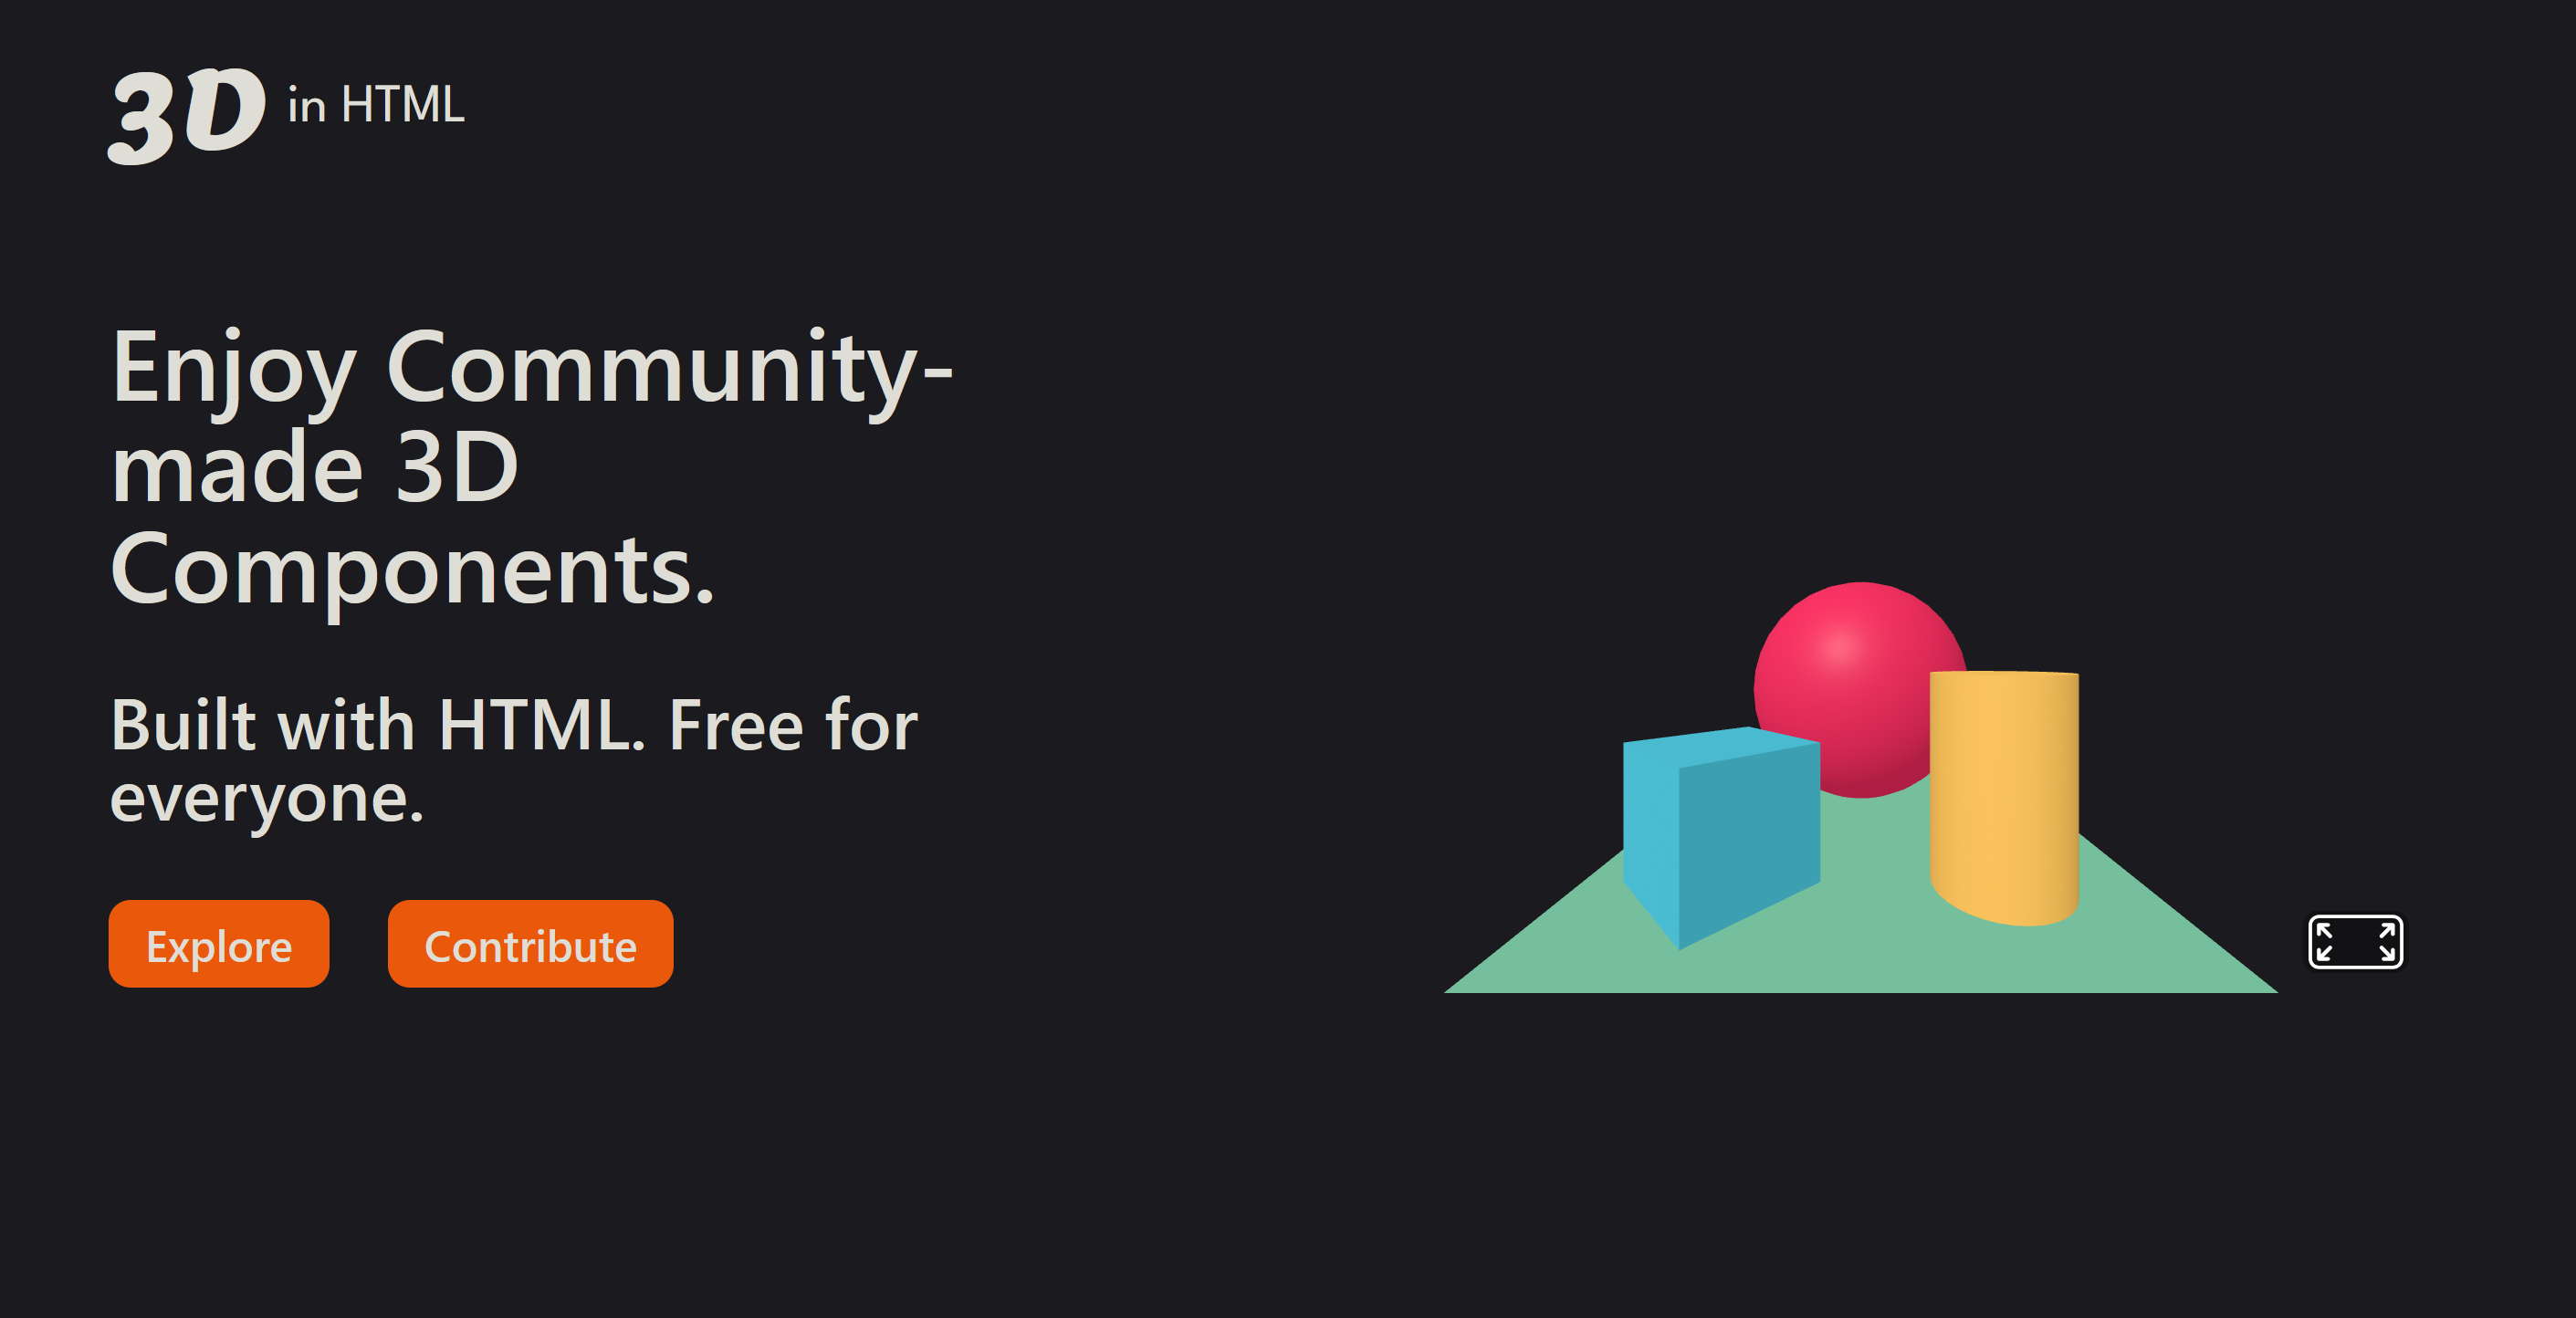 3D in HTML
Enjoy Community-
made 3D
Components.
Built with HTML. Free for
everyone.
Explore
Contribute